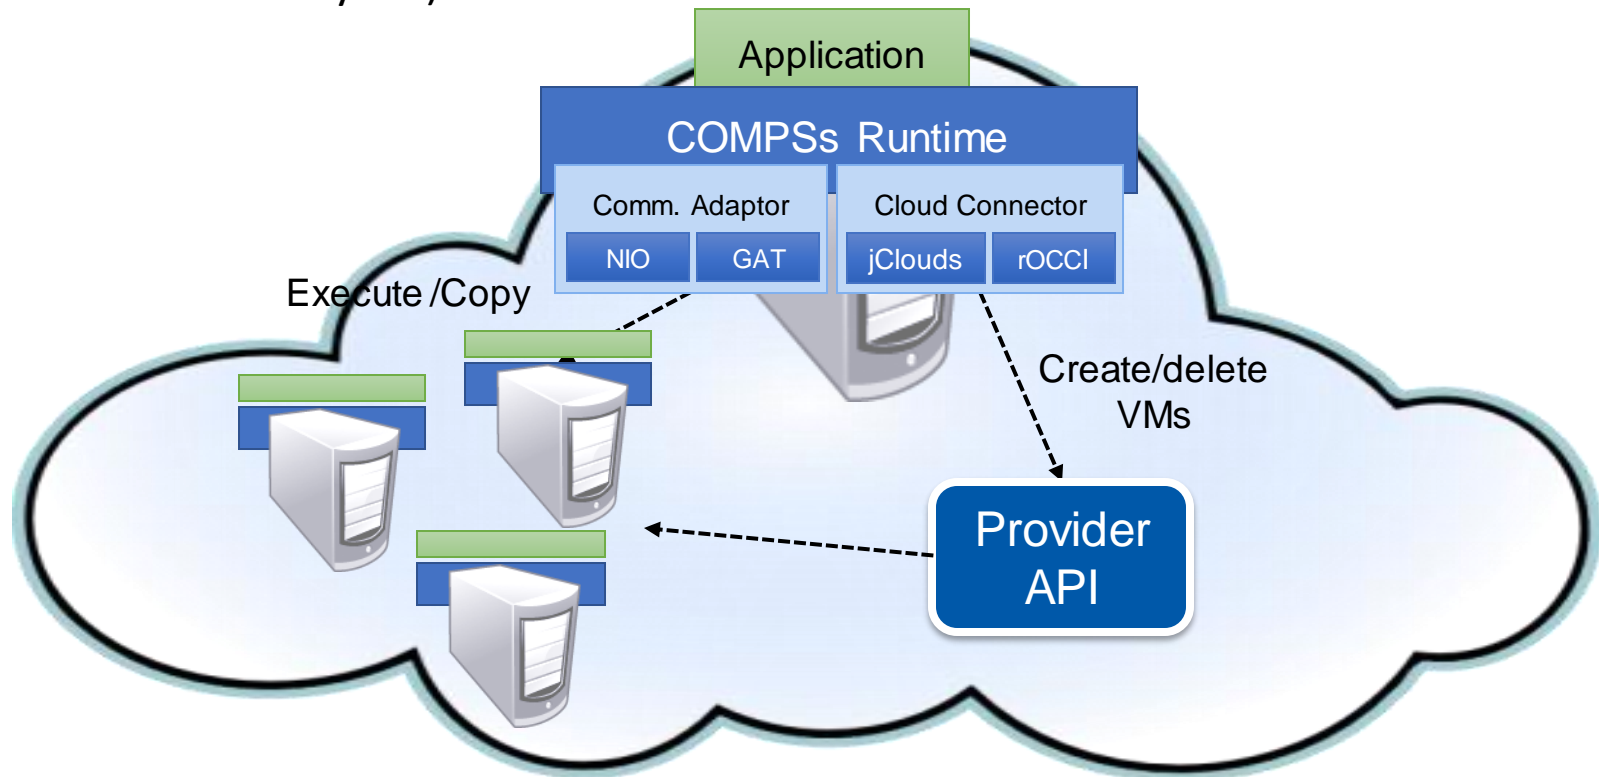 Application
COMPSs Runtime
Comm. Adaptor
Cloud Connector
NIO
GAT
jClouds
rOCCI
Execute/Copy
Create/delete
VMs
Provider
API